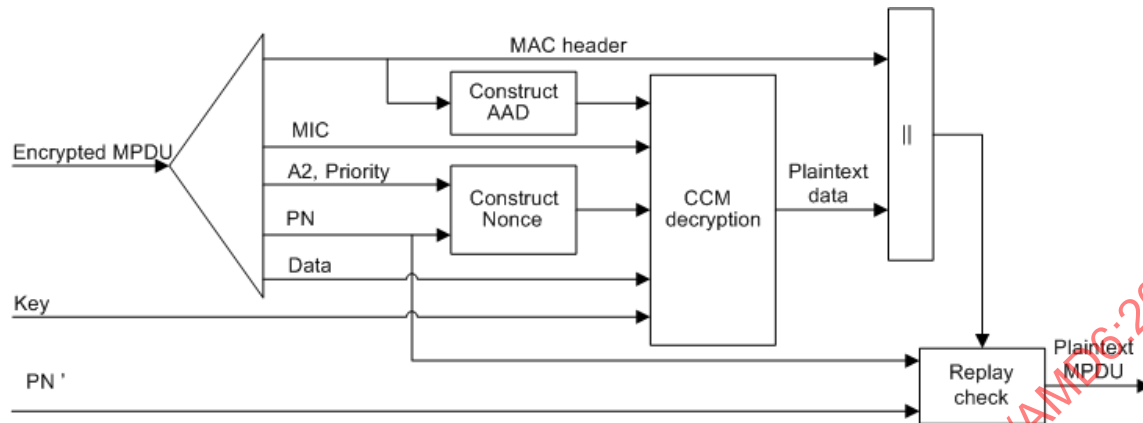 MAC header
Construct
AAD
MIC
Encrypted MPDU
A2, Priority
Construct
Nonce
PN
CCM
decryption
Plaintext
data
||
Data
Key
PN '
Replay
check
Plaintext
MPDU